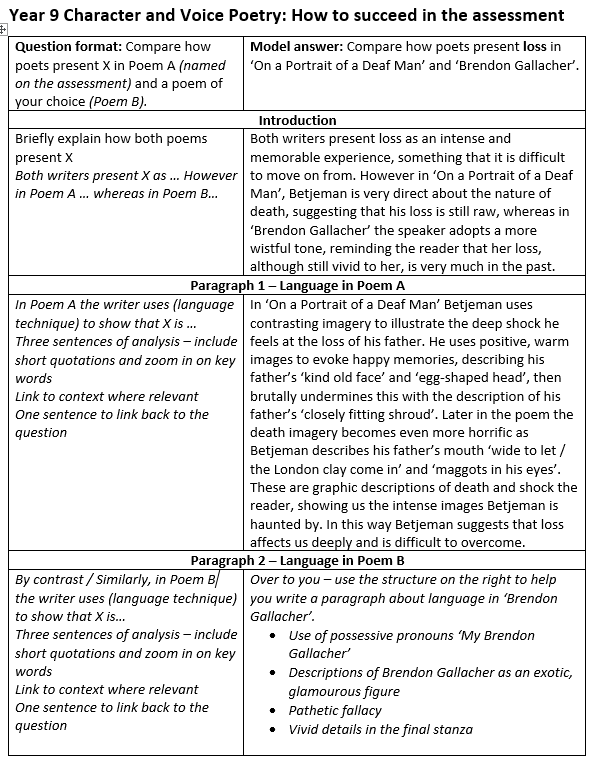 Year 9 Character and Voice Poetry: How to succeed in the assessment
Question format: Compare how
poets present X in Poem A (named
on the assessment) and a poem of
your choice (Poem B).
Model answer: Compare how poets present loss in
‘On a Portrait of a Deaf Man’ and ‘Brendon Gallacher’.
Introduction
Briefly explain how both poems
present X
Both writers present X as … However
in Poem A … whereas in Poem B…
Both writers present loss as an intense and
memorable experience, something that it is difficult
to move on from. However in ‘On a Portrait of a Deaf
Man’, Betjeman is very direct about the nature of
death, suggesting that his loss is still raw, whereas in
‘Brendon Gallacher’ the speaker adopts a more
wistful tone, reminding the reader that her loss,
although still vivid to her, is very much in the past.
Paragraph 1 – Language in Poem A
In Poem A the writer uses (language
technique) to show that X is …
Three sentences of analysis – include
short quotations and zoom in on key
words
Link to context where relevant
One sentence to link back to the
question
In ‘On a Portrait of a Deaf Man’ Betjeman uses
contrasting imagery to illustrate the deep shock he
feels at the loss of his father. He uses positive, warm
images to evoke happy memories, describing his
father’s ‘kind old face’ and ‘egg-shaped head’, then
brutally undermines this with the description of his
father’s ‘closely fitting shroud’. Later in the poem the
death imagery becomes even more horrific as
Betjeman describes his father’s mouth ‘wide to let /
the London clay come in’ and ‘maggots in his eyes’.
These are graphic descriptions of death and shock the
reader, showing us the intense images Betjeman is
haunted by. In this way Betjeman suggests that loss
affects us deeply and is difficult to overcome.
Paragraph 2 – Language in Poem B
By contrast / Similarly, in Poem B
the writer uses (language technique)
to show that X is…
Three sentences of analysis – include
short quotations and zoom in on key
words
Link to context where relevant
One sentence to link back to the
question
Over to you – use the structure on the right to help
you write a paragraph about language in ‘Brendon
Gallacher’.
• Use of possessive pronouns ‘My Brendon
Gallacher’
• Descriptions of Brendon Gallacher as an exotic,
glamourous figure
• Pathetic fallacy
• Vivid details in the final stanza